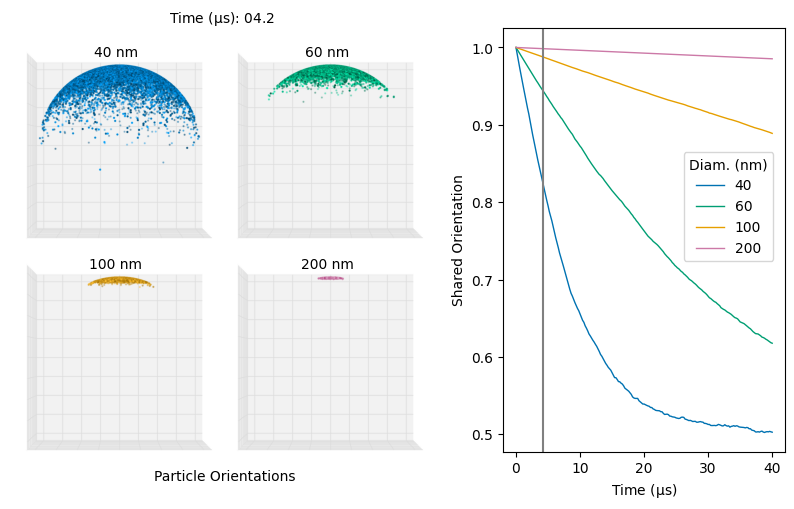 Time (µs): 04.2
40 nm
60 nm
100 nm
200 nm
Particle Orientations
Shared Orientation
1.0
0.9
0.8
0.7
0.6
0.5
Diam. (nm)
40
60
100
200
0
10
20
30
40
Time (µs)